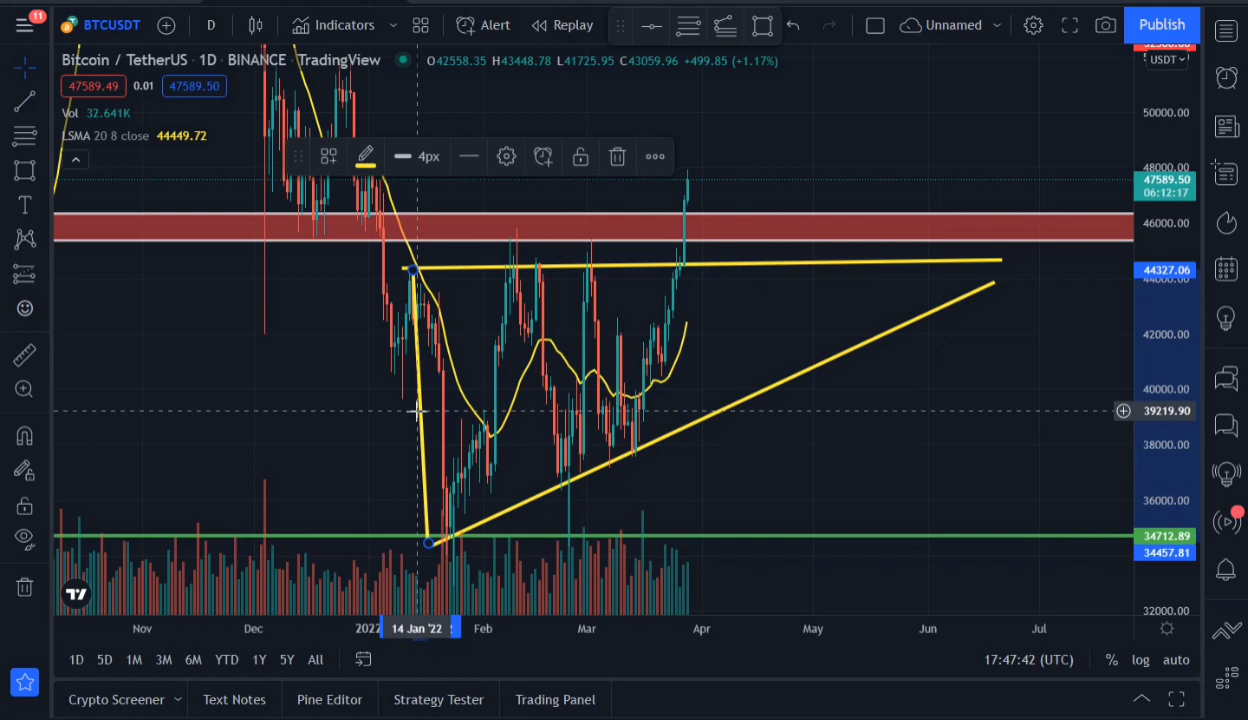 11
BTCUSDT
D
Indicators
Alert
Replay
Unnamed
Publish
Bitcoin / TetherUS · 1D · BINANCE · TradingView
O42558.35 H43448.78 L41725.95 C43059.96 +499.85 (+1.17%)
USDT
47589.49 0.01 47589.50
Vol 32.641K
LSMA 20 8 close 44449.72
4px
50000.00
48000.00
47589.50
06:12:17
46000.00
44327.06
44000.00
42000.00
40000.00
39219.90
38000.00
36000.00
34712.89
34457.81
32000.00
Nov Dec 2022 14 Jan '22 Feb Mar Apr May Jun Jul
1D 5D 1M 3M 6M YTD 1Y 5Y All
17:47:42 (UTC) % log auto
Crypto Screener Text Notes Pine Editor Strategy Tester Trading Panel